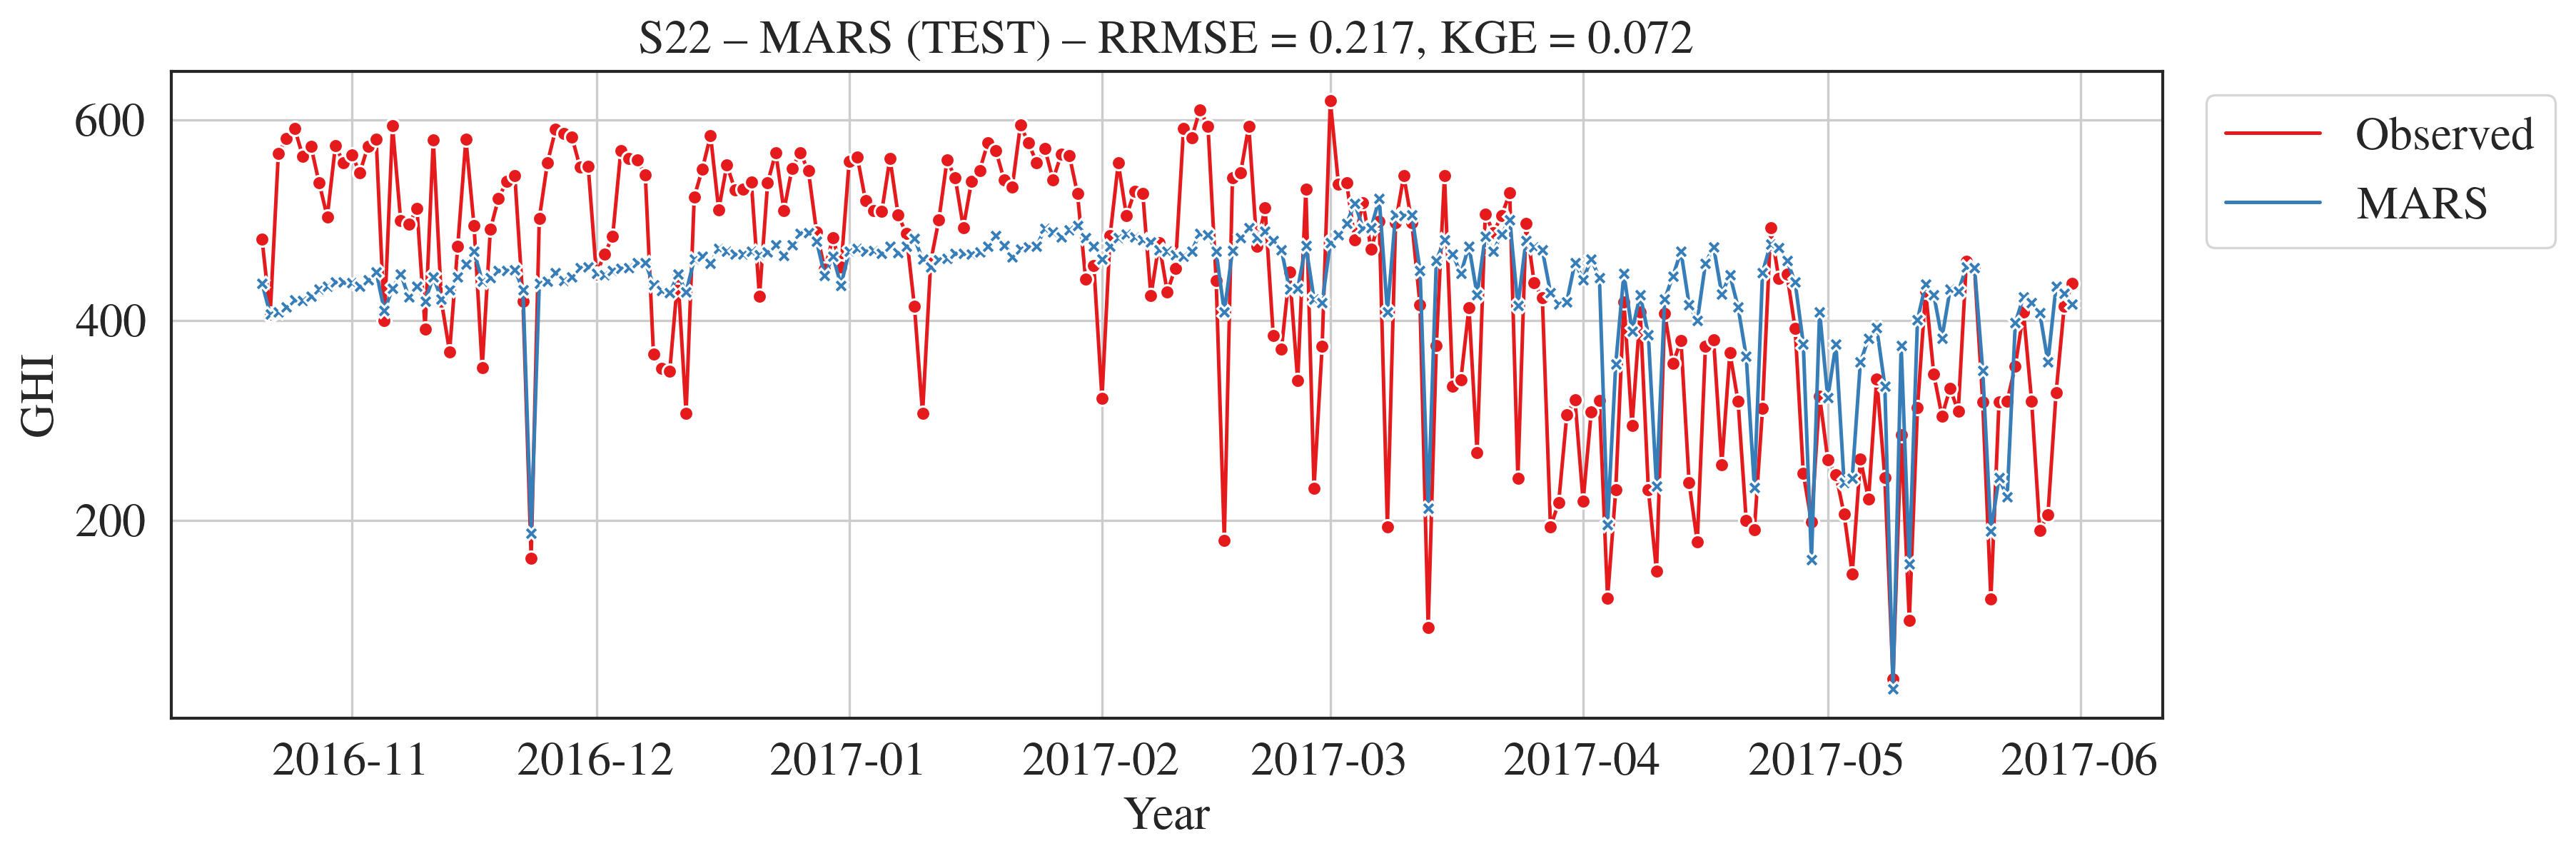 S22 – MARS (TEST) – RRMSE = 0.217, KGE = 0.072
600
400
200
GHI
2016-11
2016-12
2017-01
2017-02
2017-03
2017-04
2017-05
2017-06
Year
Observed
MARS